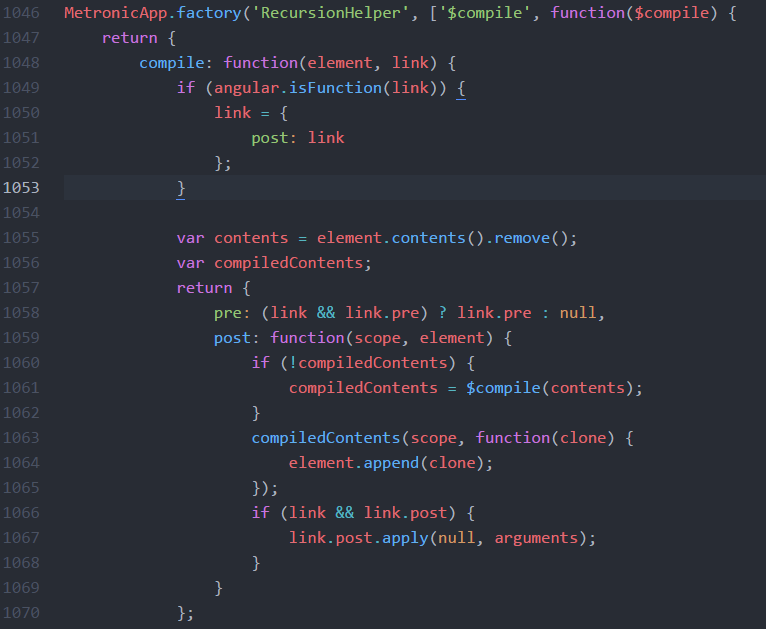 1046 MetronicApp.factory('RecursionHelper', ['$compile', function($compile) {
1047     return {
1048         compile: function(element, link) {
1049             if (angular.isFunction(link)) {
1050                 link = {
1051                     post: link
1052                 };
1053             }
1054
1055             var contents = element.contents().remove();
1056             var compiledContents;
1057             return {
1058                 pre: (link && link.pre) ? link.pre : null,
1059                 post: function(scope, element) {
1060                     if (!compiledContents) {
1061                         compiledContents = $compile(contents);
1062                     }
1063                     compiledContents(scope, function(clone) {
1064                         element.append(clone);
1065                     });
1066                     if (link && link.post) {
1067                         link.post.apply(null, arguments);
1068                     }
1069                 }
1070             };